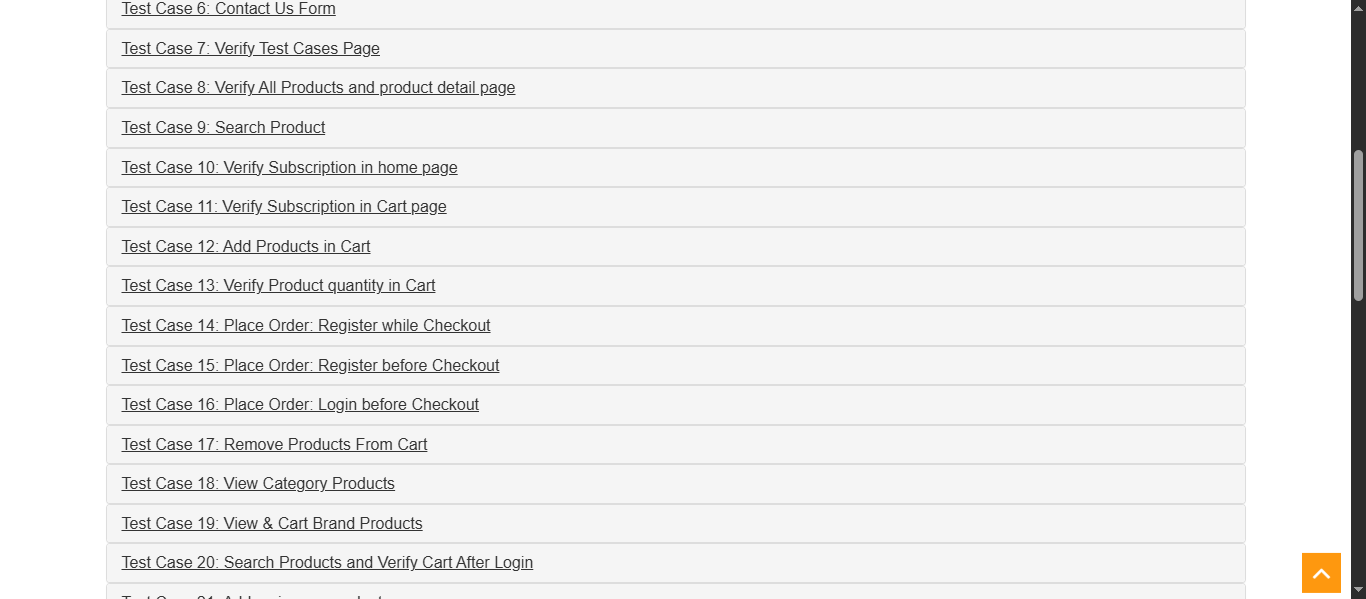 Test Case 6: Contact Us Form
Test Case 7: Verify Test Cases Page
Test Case 8: Verify All Products and product detail page
Test Case 9: Search Product
Test Case 10: Verify Subscription in home page
Test Case 11: Verify Subscription in Cart page
Test Case 12: Add Products in Cart
Test Case 13: Verify Product quantity in Cart
Test Case 14: Place Order: Register while Checkout
Test Case 15: Place Order: Register before Checkout
Test Case 16: Place Order: Login before Checkout
Test Case 17: Remove Products From Cart
Test Case 18: View Category Products
Test Case 19: View & Cart Brand Products
Test Case 20: Search Products and Verify Cart After Login